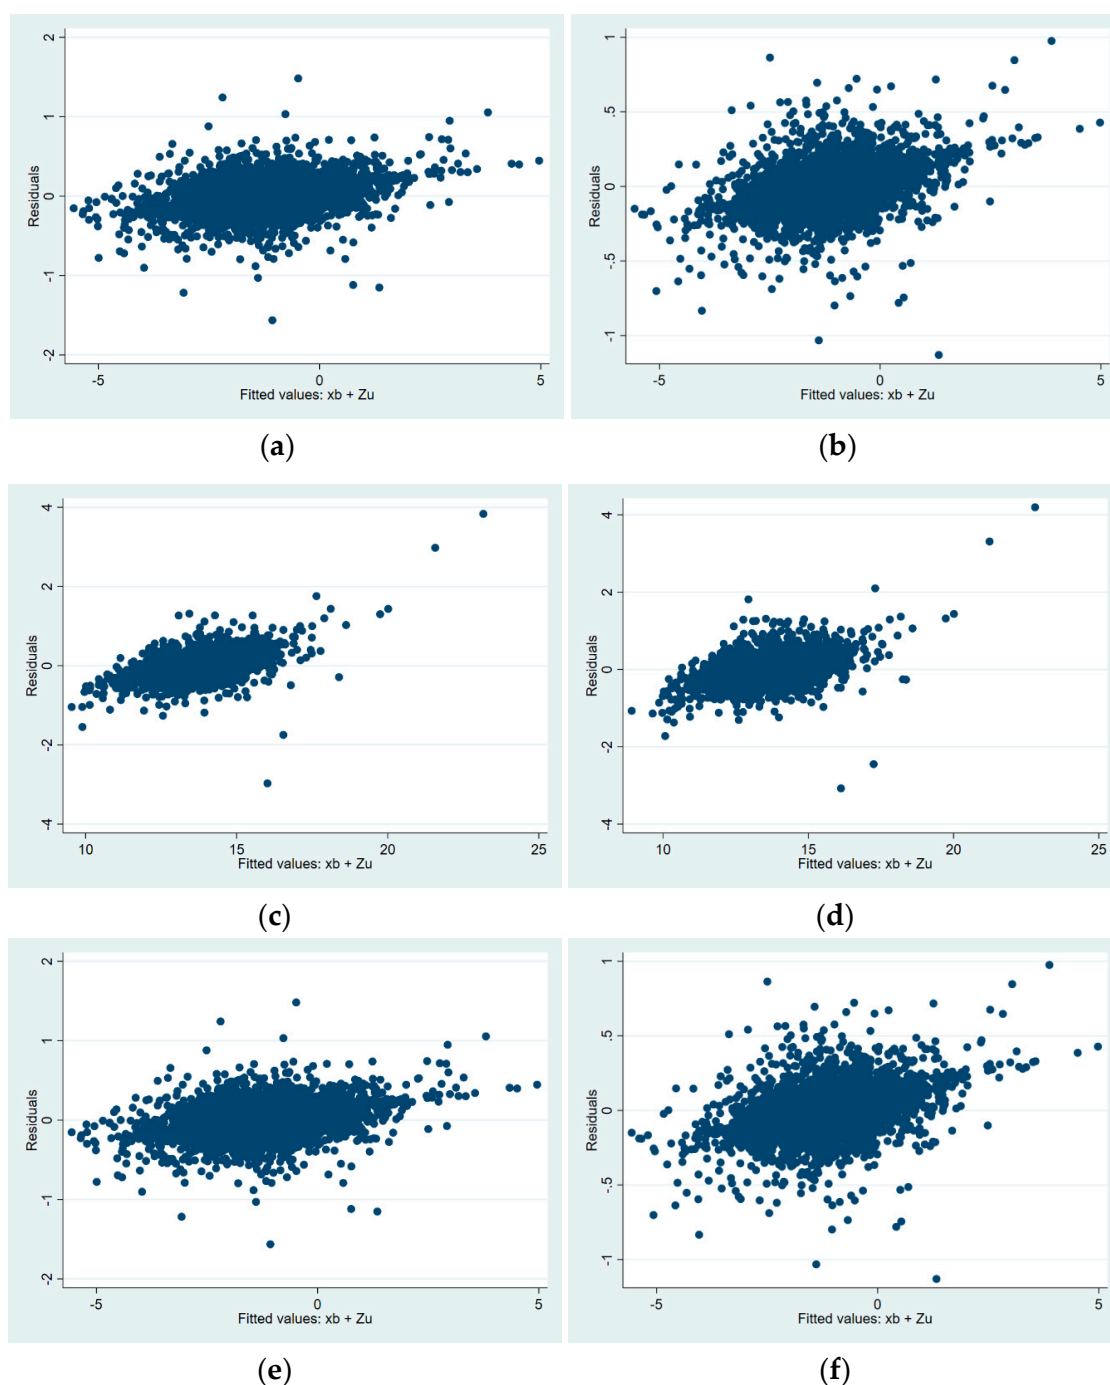 2
1
0
-1
-2
Residuals
-5 0 5
Fitted values: xb + Zu
(a)
1
.5
0
-.5
-1
Residuals
-5 0 5
Fitted values: xb + Zu
(b)
4
2
0
-2
-4
Residuals
10 15 20 25
Fitted values: xb + Zu
(c)
4
2
0
-2
-4
Residuals
10 15 20 25
Fitted values: xb + Zu
(d)
2
1
0
-1
-2
Residuals
-5 0 5
Fitted values: xb + Zu
(e)
1
.5
0
-.5
-1
Residuals
-5 0 5
Fitted values: xb + Zu
(f)